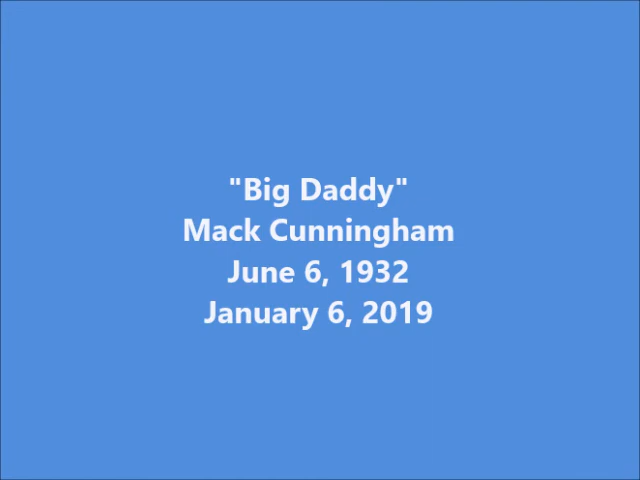 "Big Daddy"
Mack Cunningham
June 6, 1932
January 6, 2019